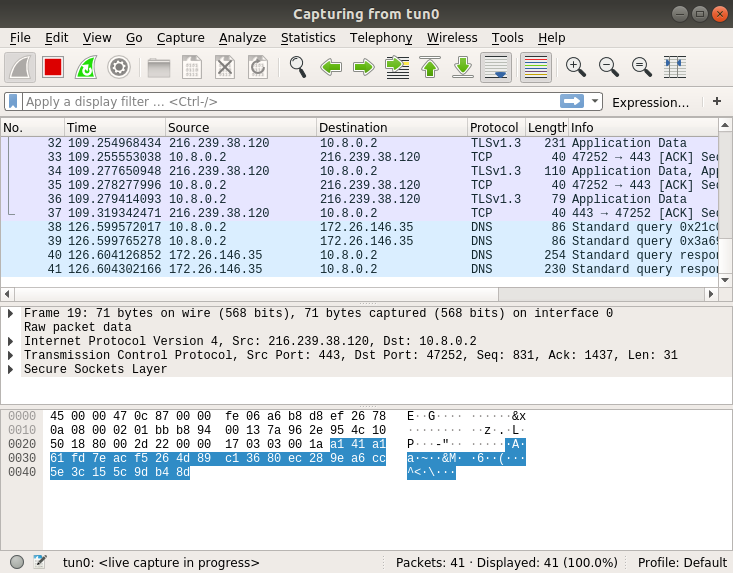 Capturing from tun0
File Edit View Go Capture Analyze Statistics Telephony Wireless Tools Help
Apply a display filter ... <Ctrl-/> Expression... +
No. Time Source Destination Protocol Length Info
32 109.254968434 216.239.38.120 10.8.0.2 TLSv1.3 231 Application Data
33 109.255553038 10.8.0.2 216.239.38.120 TCP 40 47252 → 443 [ACK] Seq
34 109.277650948 216.239.38.120 10.8.0.2 TLSv1.3 110 Application Data, App
35 109.278277996 10.8.0.2 216.239.38.120 TCP 40 47252 → 443 [ACK] Seq
36 109.279414093 10.8.0.2 216.239.38.120 TLSv1.3 79 Application Data
37 109.319342471 216.239.38.120 10.8.0.2 TCP 40 443 → 47252 [ACK] Seq
38 126.599572017 10.8.0.2 172.26.146.35 DNS 86 Standard query 0x21c0
39 126.599765278 10.8.0.2 172.26.146.35 DNS 86 Standard query 0x3a69
40 126.604126852 172.26.146.35 10.8.0.2 DNS 254 Standard query respon
41 126.604302166 172.26.146.35 10.8.0.2 DNS 230 Standard query respon
Frame 19: 71 bytes on wire (568 bits), 71 bytes captured (568 bits) on interface 0
Raw packet data
Internet Protocol Version 4, Src: 216.239.38.120, Dst: 10.8.0.2
Transmission Control Protocol, Src Port: 443, Dst Port: 47252, Seq: 831, Ack: 1437, Len: 31
Secure Sockets Layer
0000 45 00 00 47 0c 87 00 00 fe 06 a6 b8 d8 ef 26 78 E··G···· ······&x
0010 0a 08 00 02 01 bb b8 94 00 13 7a 96 2e 95 4c 10 ········ ··z·.·L·
0020 50 18 80 00 2d 22 00 00 17 03 03 00 1a a1 41 a1 P···-"·· ······A·
0030 61 fd 7e ac f5 26 4d 89 c1 36 80 ec 28 9e a6 cc a·~··&M· ·6··(···
0040 5e 3c 15 5c 9d b4 8d ^<·\···
tun0: <live capture in progress> Packets: 41 · Displayed: 41 (100.0%) Profile: Default